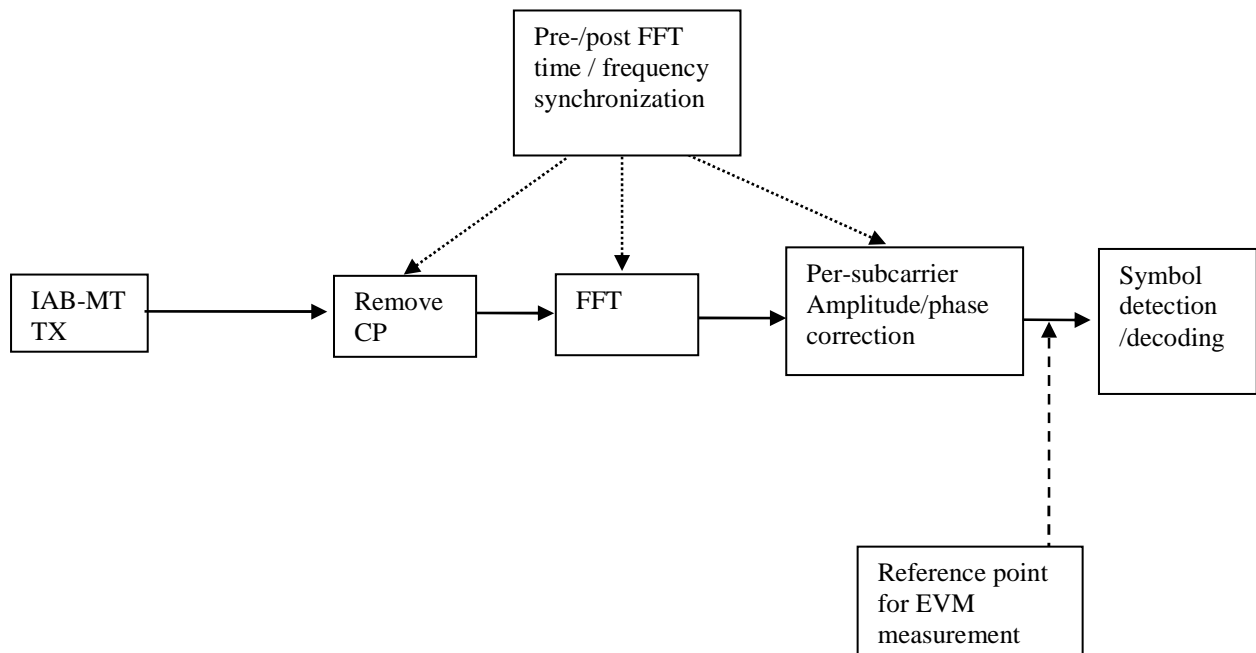 Pre-/post FFT
time / frequency
synchronization
IAB-MT
TX
Remove
CP
FFT
Per-subcarrier
Amplitude/phase
correction
Symbol
detection
/decoding
Reference point
for EVM
measurement